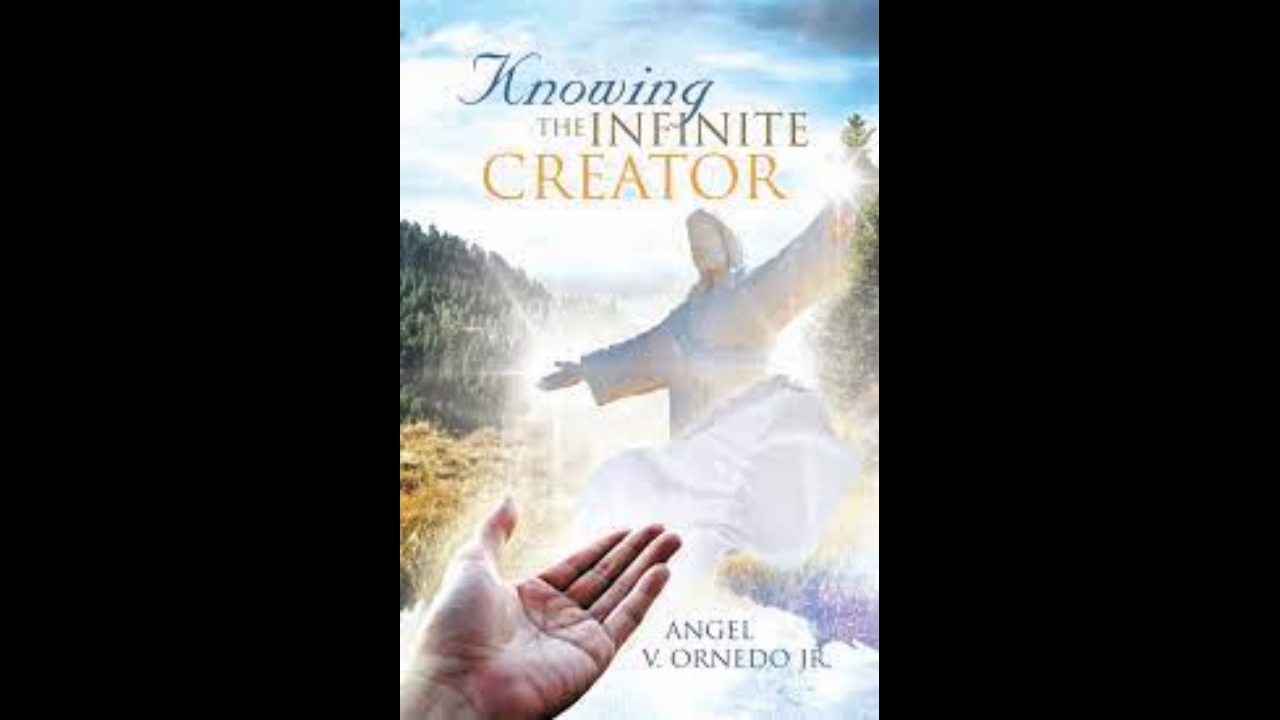 Knowing
THE INFINITE
CREATOR
ANGEL
V. ORNEDO JR.